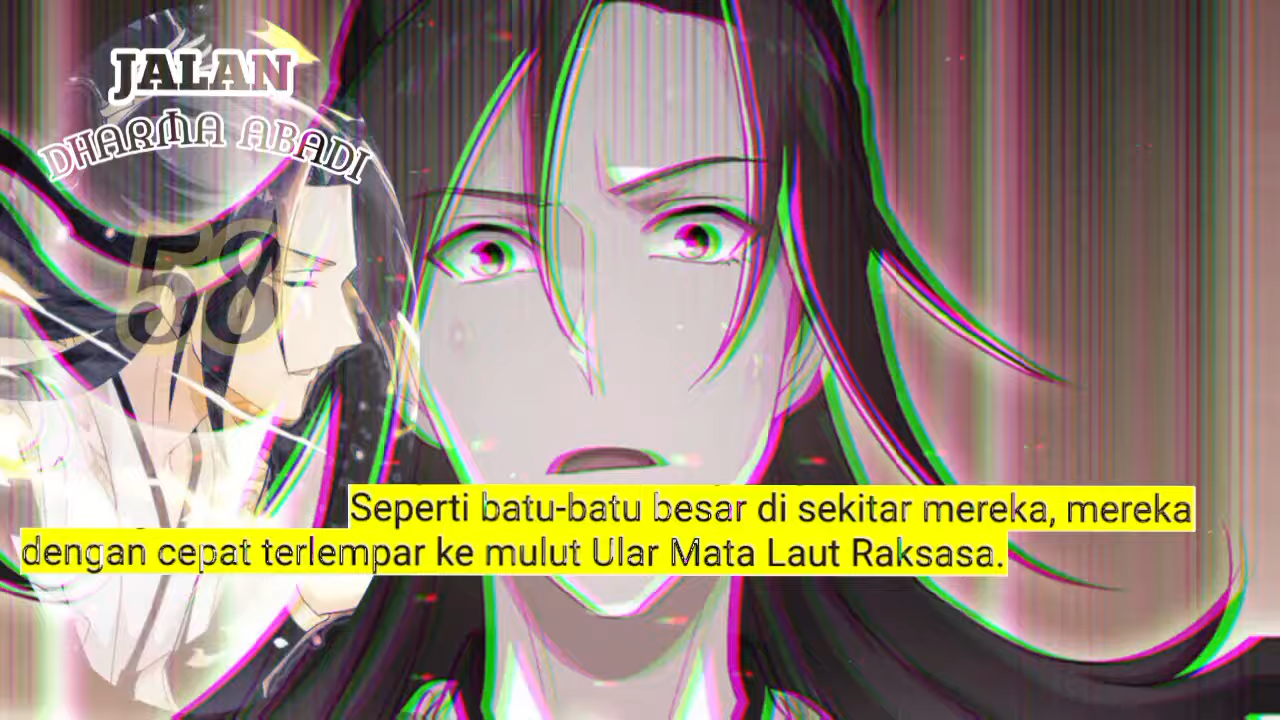 JALAN
DHARMA ABADI
58
Seperti batu-batu besar di sekitar mereka, mereka
dengan cepat terlempar ke mulut Ular Mata Laut Raksasa.